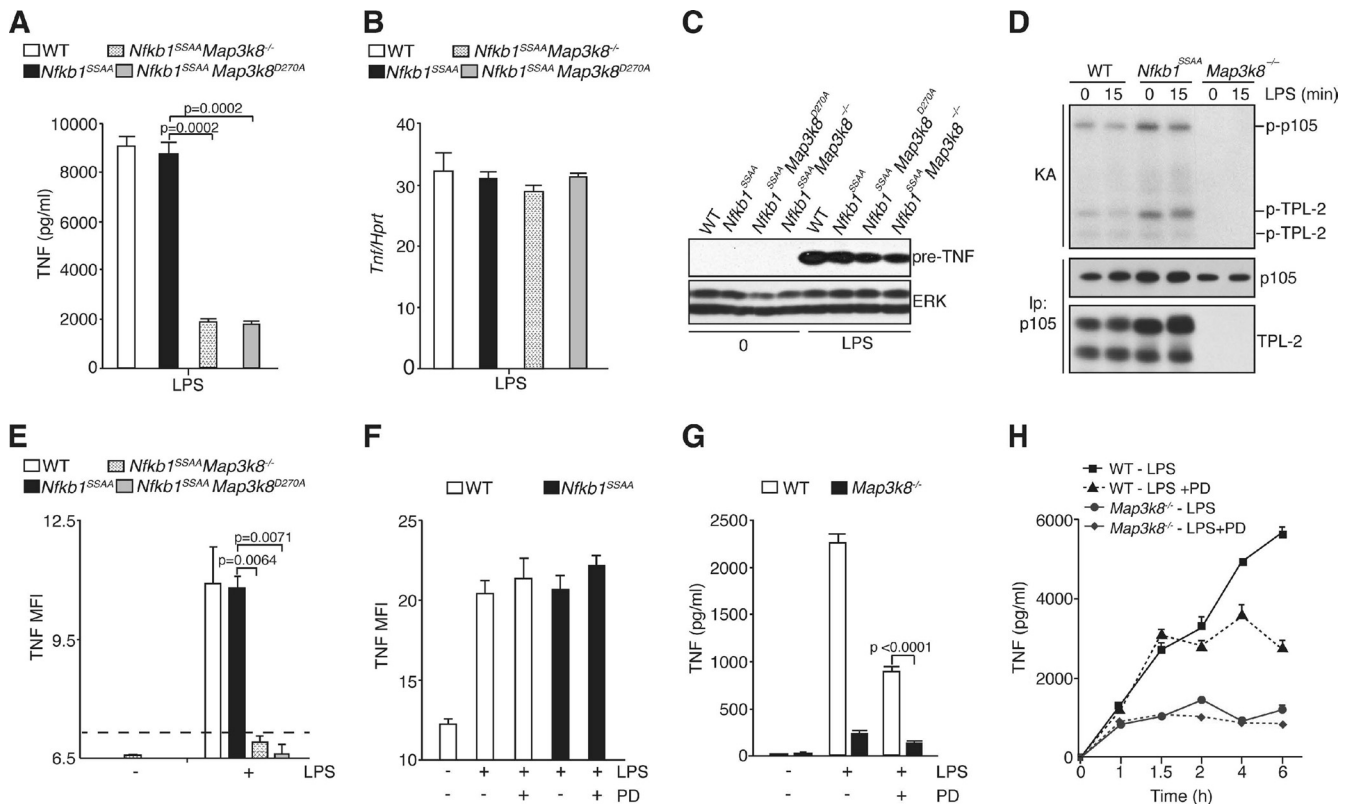 A
WT
Nfkb1SSAAMap3k8-/-
Nfkb1SSAA
Nfkb1SSAA Map3k8D270A
p=0.0002
p=0.0002
10000
8000
6000
4000
2000
0
TNF (pg/ml)
LPS
B
WT
Nfkb1SSAAMap3k8-/-
Nfkb1SSAA
Nfkb1SSAA Map3k8D270A
40
30
20
10
0
Tnf/Hprt
LPS
C
WT
Nfkb1SSAA
Nfkb1SSAA Map3k8D270A
Nfkb1SSAA Map3k8-/-
WT
Nfkb1SSAA
Nfkb1SSAA Map3k8D270A
Nfkb1SSAA Map3k8-/-
pre-TNF
ERK
0
LPS
D
WT
Nfkb1SSAA
Map3k8-/-
0 15 0 15 0 15 LPS (min)
KA
p-p105
p-TPL-2
p-TPL-2
Ip:
p105
p105
TPL-2
E
WT
Nfkb1SSAAMap3k8-/-
Nfkb1SSAA
Nfkb1SSAA Map3k8D270A
12.5
9.5
6.5
TNF MFI
p=0.0071
p=0.0064
- + LPS
F
WT
Nfkb1SSAA
25
20
15
10
TNF MFI
- + + + + LPS
- - + - + PD
G
WT
Map3k8-/-
2500
2000
1500
1000
500
0
TNF (pg/ml)
p <0.0001
- + + LPS
- - + PD
H
WT - LPS
WT - LPS +PD
Map3k8-/- - LPS
Map3k8-/- - LPS+PD
6000
4000
2000
0
TNF (pg/ml)
0 1 1.5 2 4 6
Time (h)